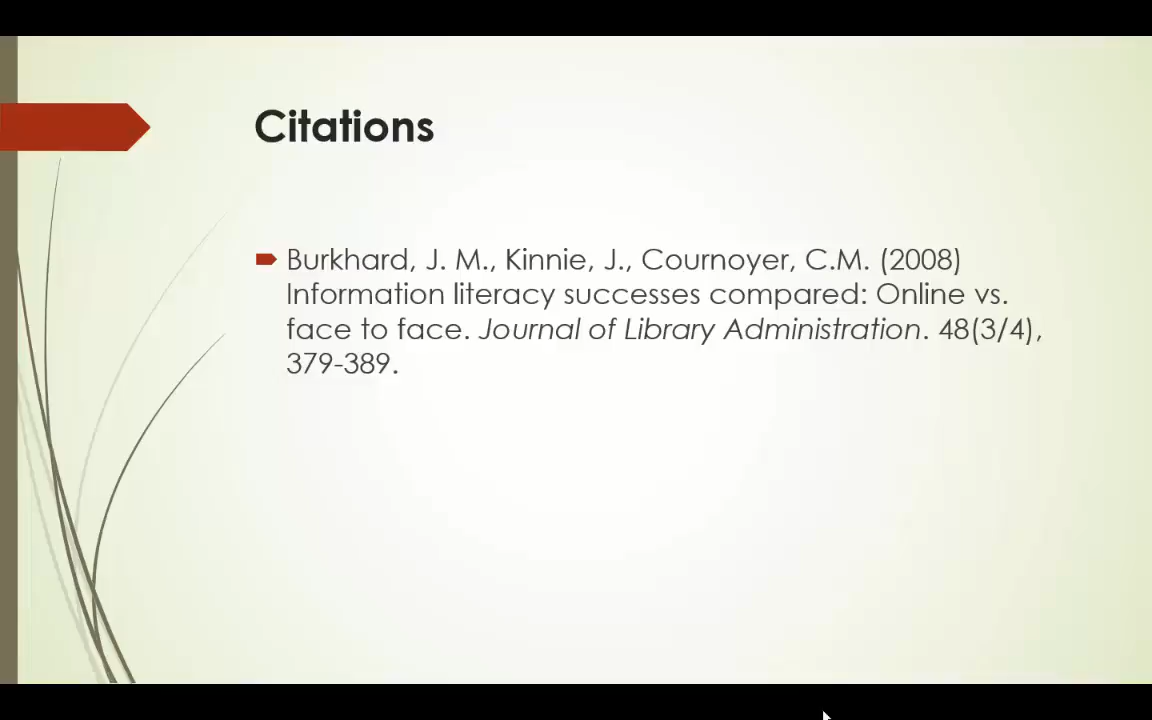 Citations
Burkhard, J. M., Kinnie, J., Cournoyer, C.M. (2008)
Information literacy successes compared: Online vs.
face to face. Journal of Library Administration. 48(3/4),
379-389.